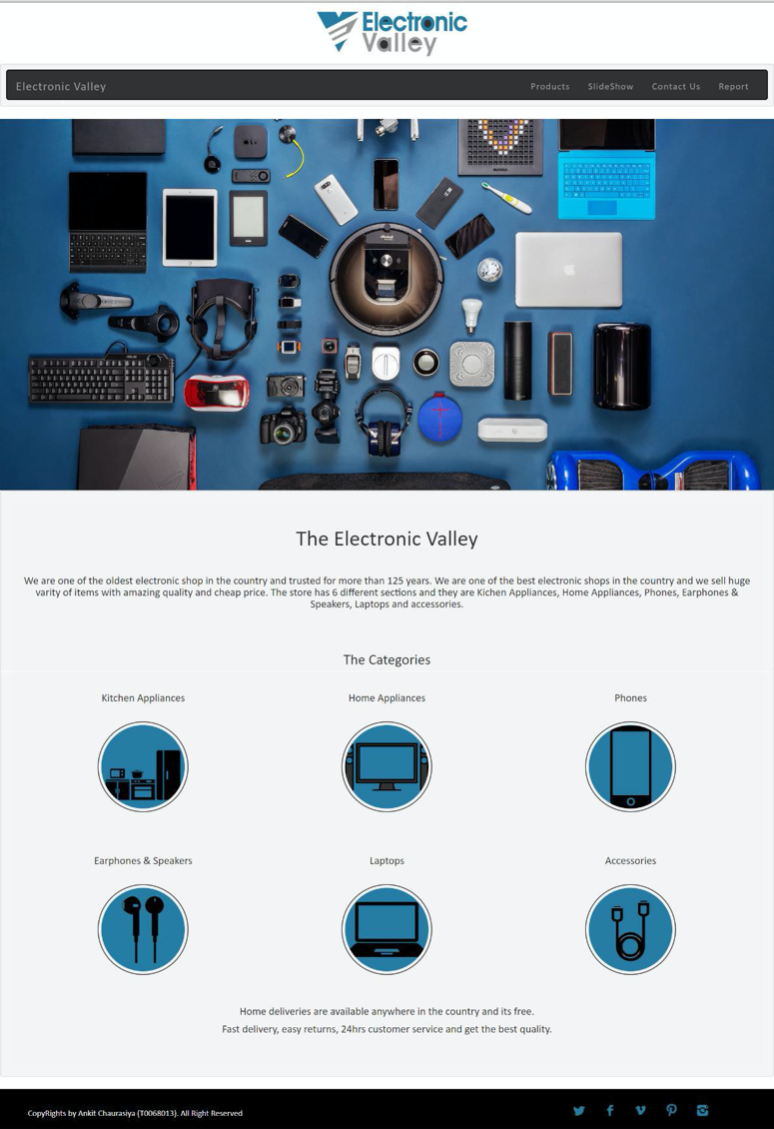 Electronic
Valley
Electronic Valley
Products SlideShow Contact Us Report
The Electronic Valley
We are one of the oldest electronic shop in the country and trusted for more than 125 years. We are one of the best electronic shops in the country and we sell huge
varity of items with amazing quality and cheap price. The store has 6 different sections and they are Kichen Appliances, Home Appliances, Phones, Earphones &
Speakers, Laptops and accessories.
The Categories
Kitchen Appliances Home Appliances Phones
Earphones & Speakers Laptops Accessories
Home deliveries are available anywhere in the country and its free.
Fast delivery, easy returns, 24hrs customer service and get the best quality.
CopyRights by Ankit Chaurasiya (T0068013). All Right Reserved